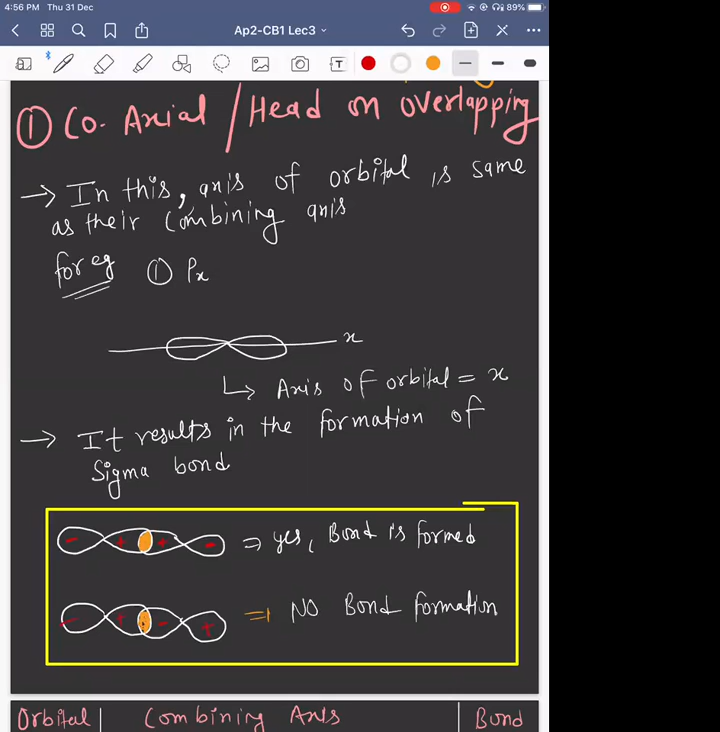 4:56 PM Thu 31 Dec
89%
Ap2-CB1 Lec3
T
① Co-Axial / Head on overlapping
→ In this, axis of orbital is same
as their combining axis
for eg ① Px
x
↳ Axis of orbital = x
→ It results in the formation of
Sigma bond
- + + - ⇒ yes, Bond is formed
- + - + ⇒ NO Bond formation
Orbital | Combining Axis | Bond